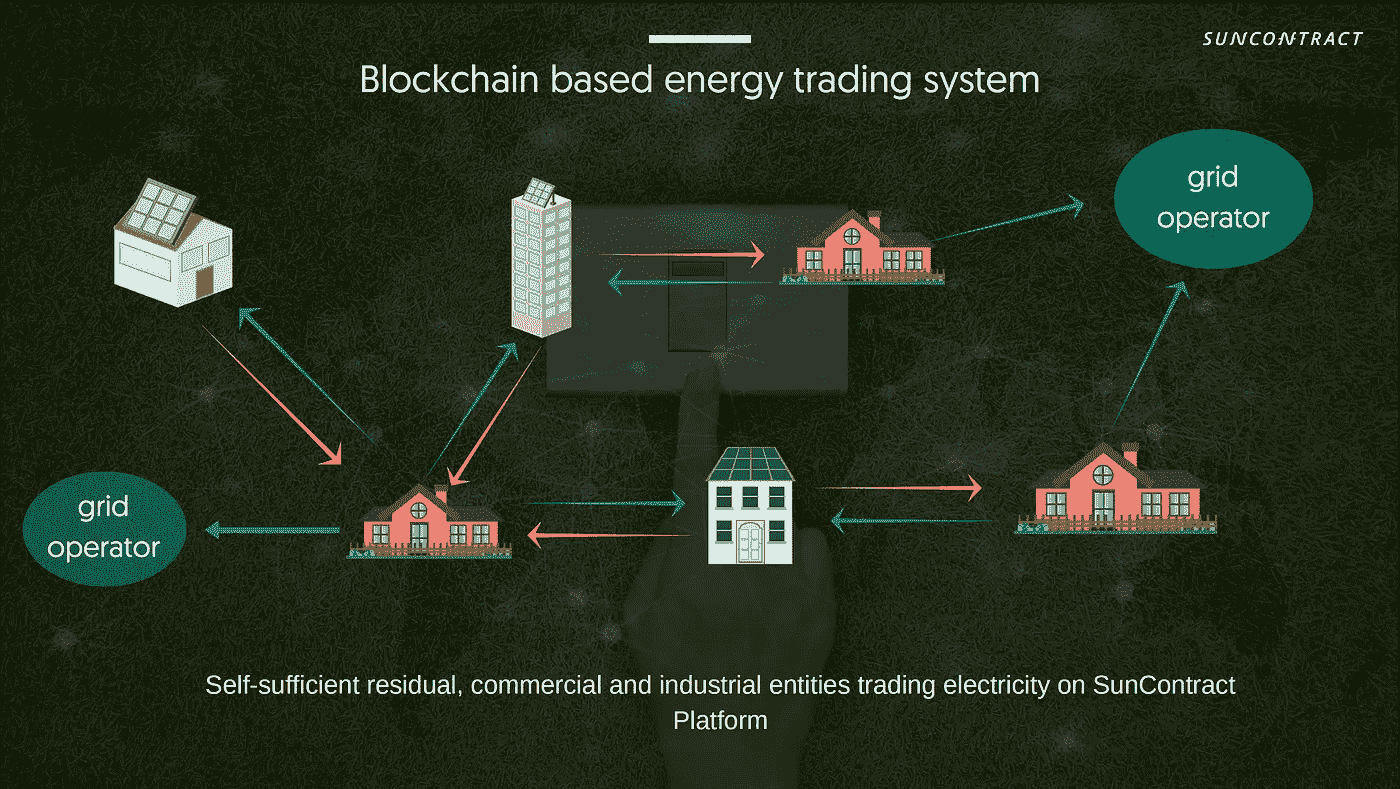 SUNCONTRACT
Blockchain based energy trading system
grid
operator
grid
operator
Self-sufficient residual, commercial and industrial entities trading electricity on SunContract
Platform